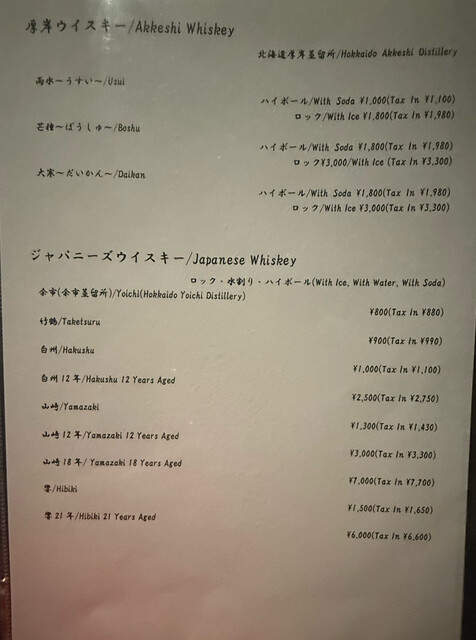 厚岸ウイスキー/Akkeshi Whiskey
北海道厚岸蒸留所/Hokkaido Akkeshi Distillery
雨水～うすい～/Usui
ハイボール/With Soda ¥1,000(Tax In ¥1,100)
ロック/With Ice ¥1,800(Tax In ¥1,980)
芒種～ぼうしゅ～/Boshu
ハイボール/With Soda ¥1,800(Tax In ¥1,980)
ロック¥3,000/With Ice (Tax In ¥3,300)
大寒～だいかん～/Daikan
ハイボール/With Soda ¥1,800(Tax In ¥1,980)
ロック/With Ice ¥3,000(Tax In ¥3,300)
ジャパニーズウイスキー/Japanese Whiskey
ロック・水割り・ハイボール(With Ice, With Water, With Soda)
余市(余市蒸留所)/Yoichi(Hokkaido Yoichi Distillery)
¥800(Tax In ¥880)
竹鶴/Taketsuru
¥900(Tax In ¥990)
白州/Hakushu
¥1,000(Tax In ¥1,100)
白州12年/Hakushu 12 Years Aged
¥2,500(Tax In ¥2,750)
山崎/Yamazaki
¥1,300(Tax In ¥1,430)
山崎12年/Yamazaki 12 Years Aged
¥3,000(Tax In ¥3,300)
山崎18年/ Yamazaki 18 Years Aged
¥7,000(Tax In ¥7,700)
響/Hibiki
¥1,500(Tax In ¥1,650)
響21年/Hibiki 21 Years Aged
¥6,000(Tax In ¥6,600)